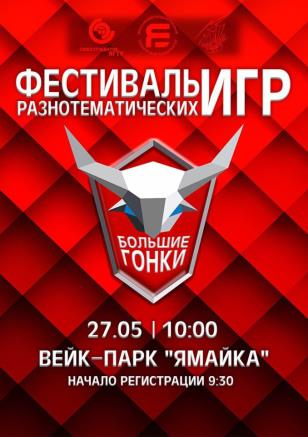 ФЕСТИВАЛЬ
РАЗНОТЕМАТИЧЕСКИХ
ИГР
БОЛЬШИЕ
ГОНКИ
27.05 | 10:00
ВЕЙК-ПАРК "ЯМАЙКА"
НАЧАЛО РЕГИСТРАЦИИ 9:30